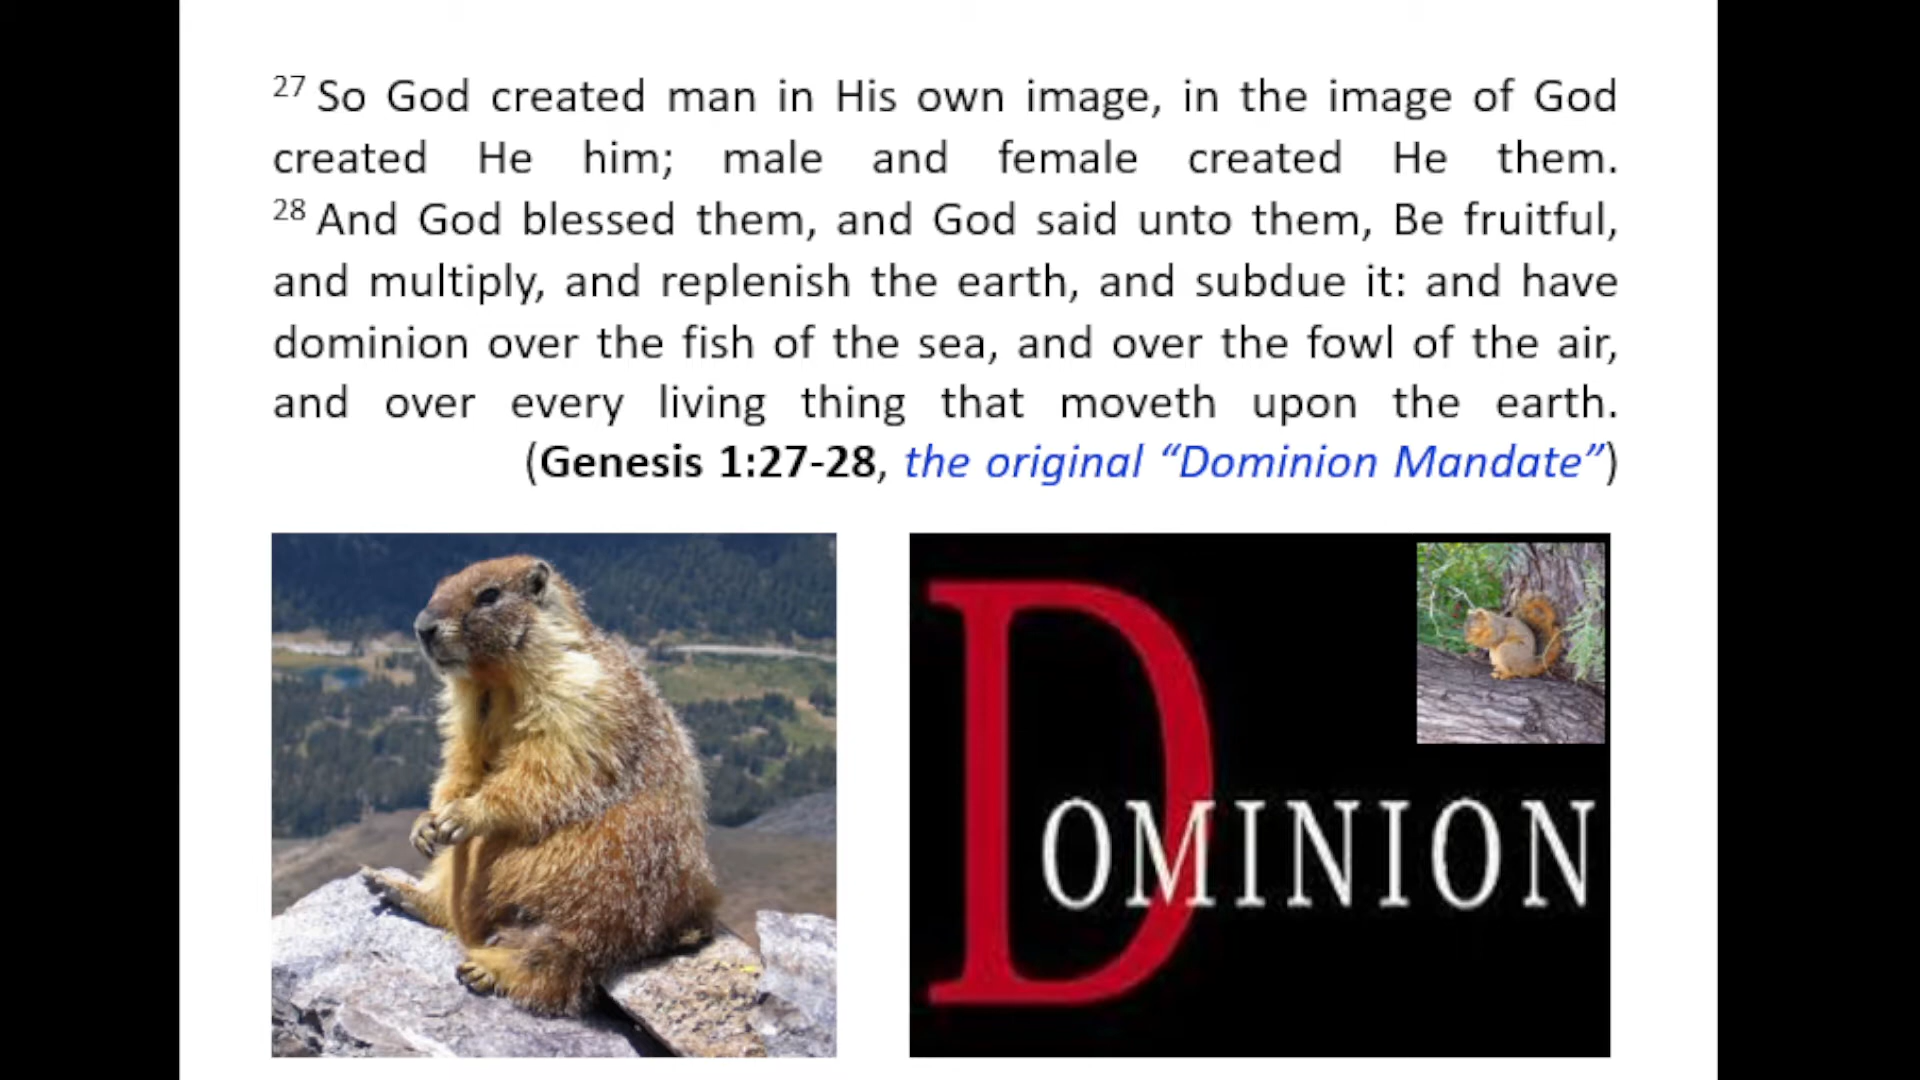 27 So God created man in His own image, in the image of God
created He him; male and female created He them.
28 And God blessed them, and God said unto them, Be fruitful,
and multiply, and replenish the earth, and subdue it: and have
dominion over the fish of the sea, and over the fowl of the air,
and over every living thing that moveth upon the earth.
(Genesis 1:27-28, the original “Dominion Mandate”)
DOMINION